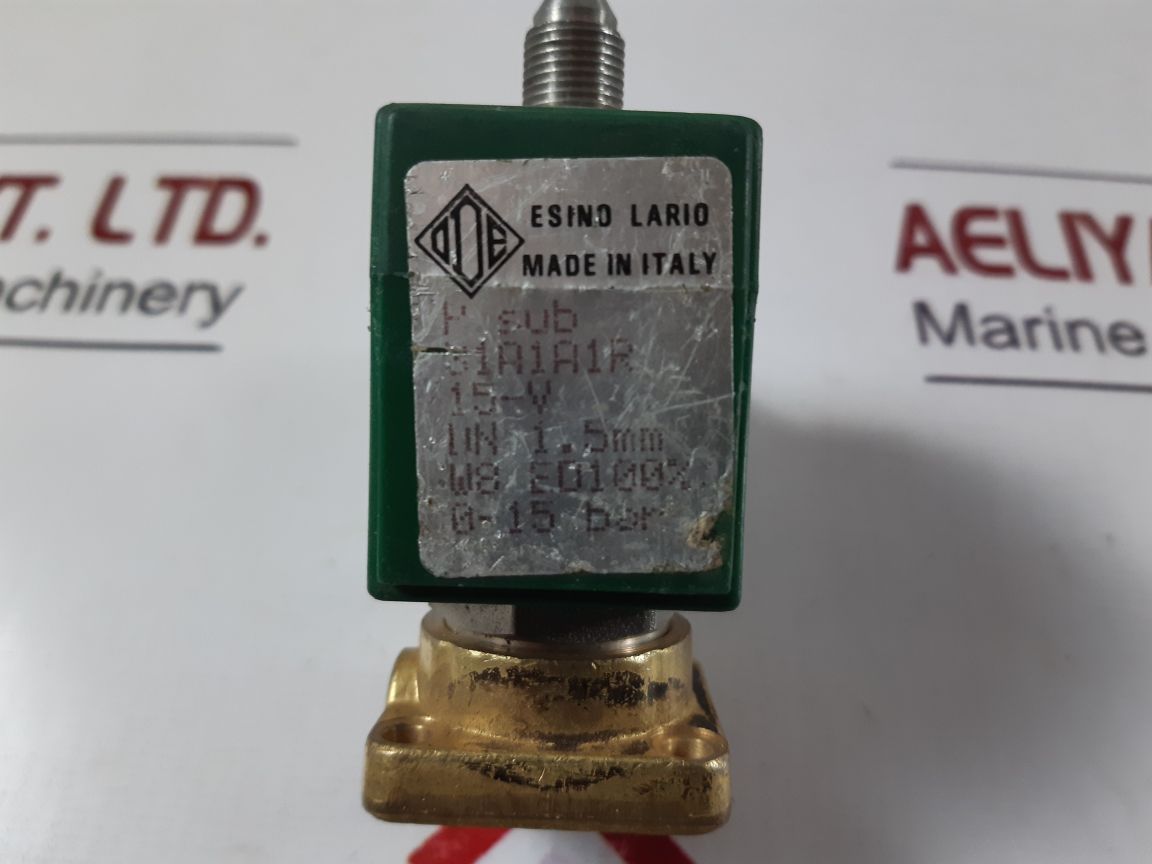 T. LTD.
chinery
AELIY
Marine
ODE
ESINO LARIO
MADE IN ITALY
sub
31A1A1R
15-V
DN 1.5mm
W8 ED100%
0-15 bar